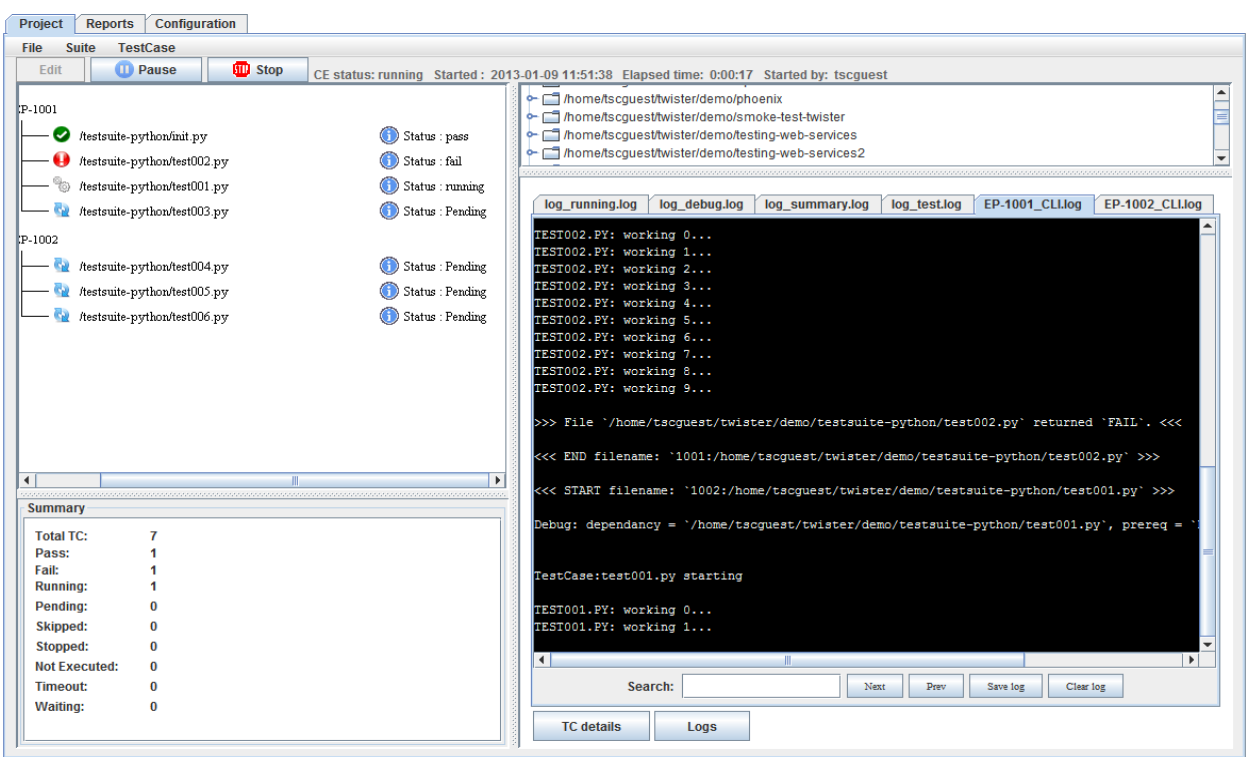 Project Reports Configuration
File Suite TestCase
Edit Pause STOP Stop CE status: running Started : 2013-01-09 11:51:38 Elapsed time: 0:00:17 Started by: tscguest
EP-1001
/testsuite-python/init.py Status : pass
/testsuite-python/test002.py Status : fail
/testsuite-python/test001.py Status : running
/testsuite-python/test003.py Status : Pending
EP-1002
/testsuite-python/test004.py Status : Pending
/testsuite-python/test005.py Status : Pending
/testsuite-python/test006.py Status : Pending
Summary
Total TC: 7
Pass: 1
Fail: 1
Running: 1
Pending: 0
Skipped: 0
Stopped: 0
Not Executed: 0
Timeout: 0
Waiting: 0
/home/tscguest/twister/demo/phoenix
/home/tscguest/twister/demo/smoke-test-twister
/home/tscguest/twister/demo/testing-web-services
/home/tscguest/twister/demo/testing-web-services2
log_running.log log_debug.log log_summary.log log_test.log EP-1001_CLI.log EP-1002_CLI.log
TEST002.PY: working 0...
TEST002.PY: working 1...
TEST002.PY: working 2...
TEST002.PY: working 3...
TEST002.PY: working 4...
TEST002.PY: working 5...
TEST002.PY: working 6...
TEST002.PY: working 7...
TEST002.PY: working 8...
TEST002.PY: working 9...
>>> File `/home/tscguest/twister/demo/testsuite-python/test002.py` returned `FAIL`. <<<
<<< END filename: `1001:/home/tscguest/twister/demo/testsuite-python/test002.py` >>>
<<< START filename: `1002:/home/tscguest/twister/demo/testsuite-python/test001.py` >>>
Debug: dependancy = `/home/tscguest/twister/demo/testsuite-python/test001.py`, prereq = `
TestCase:test001.py starting
TEST001.PY: working 0...
TEST001.PY: working 1...
Search: Next Prev Save log Clear log
TC details Logs